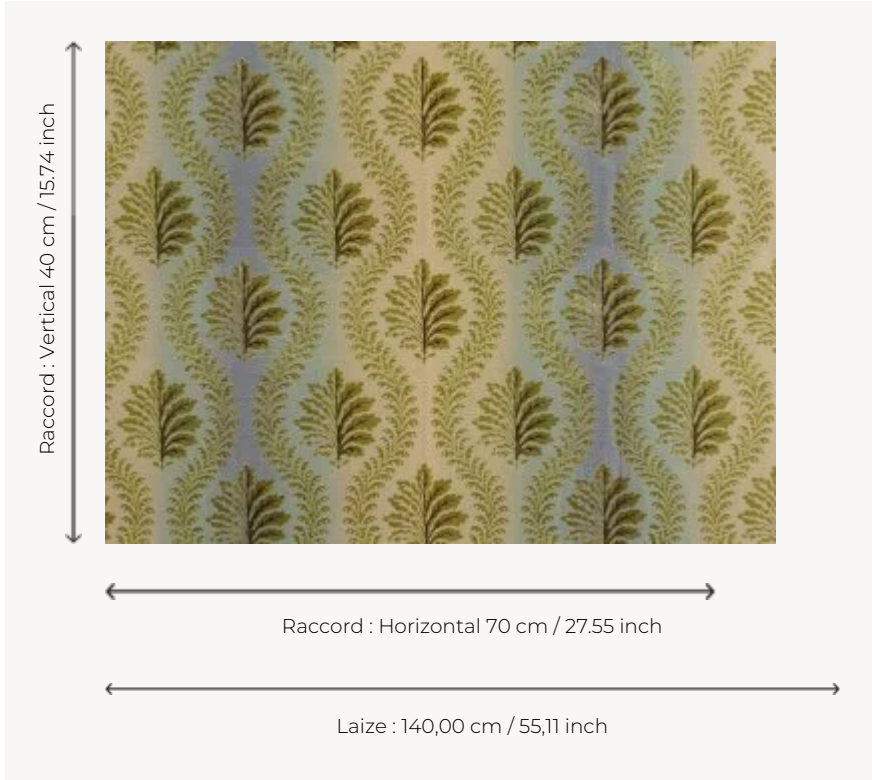 Raccord : Vertical 40 cm / 15.74 inch
Raccord : Horizontal 70 cm / 27.55 inch
Laize : 140,00 cm / 55,11 inch